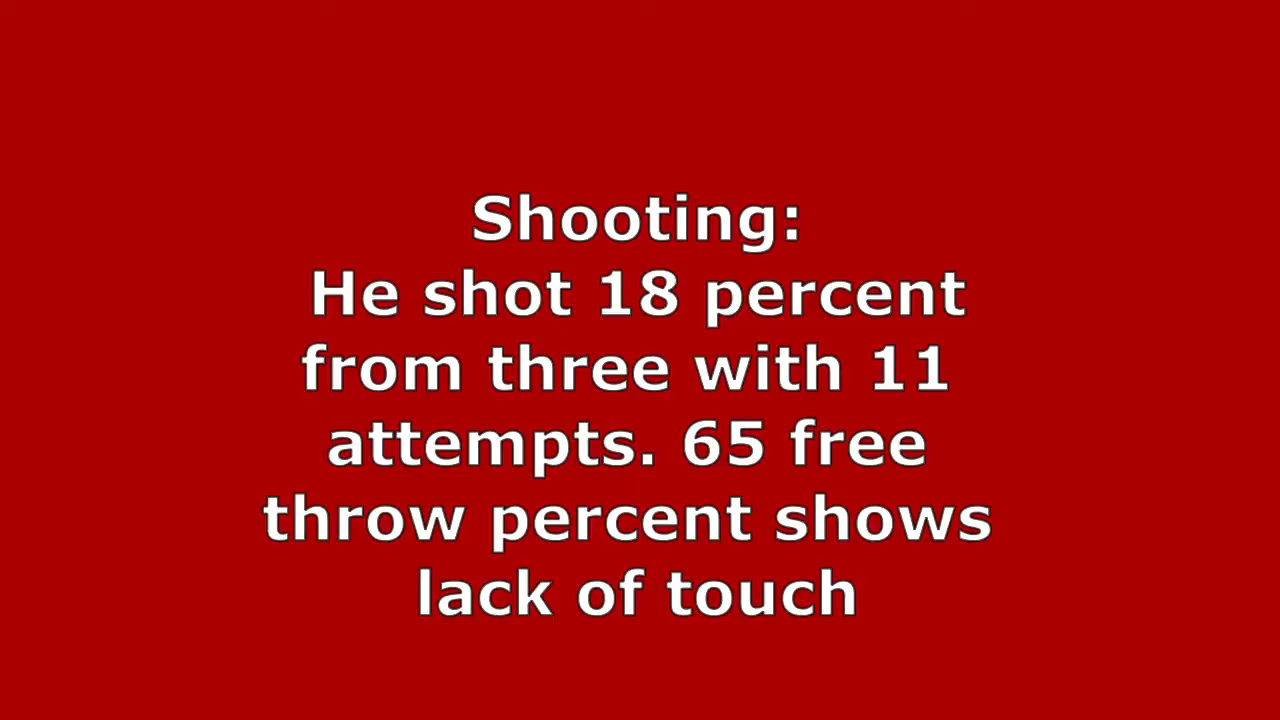 Shooting:
He shot 18 percent
from three with 11
attempts. 65 free
throw percent shows
lack of touch